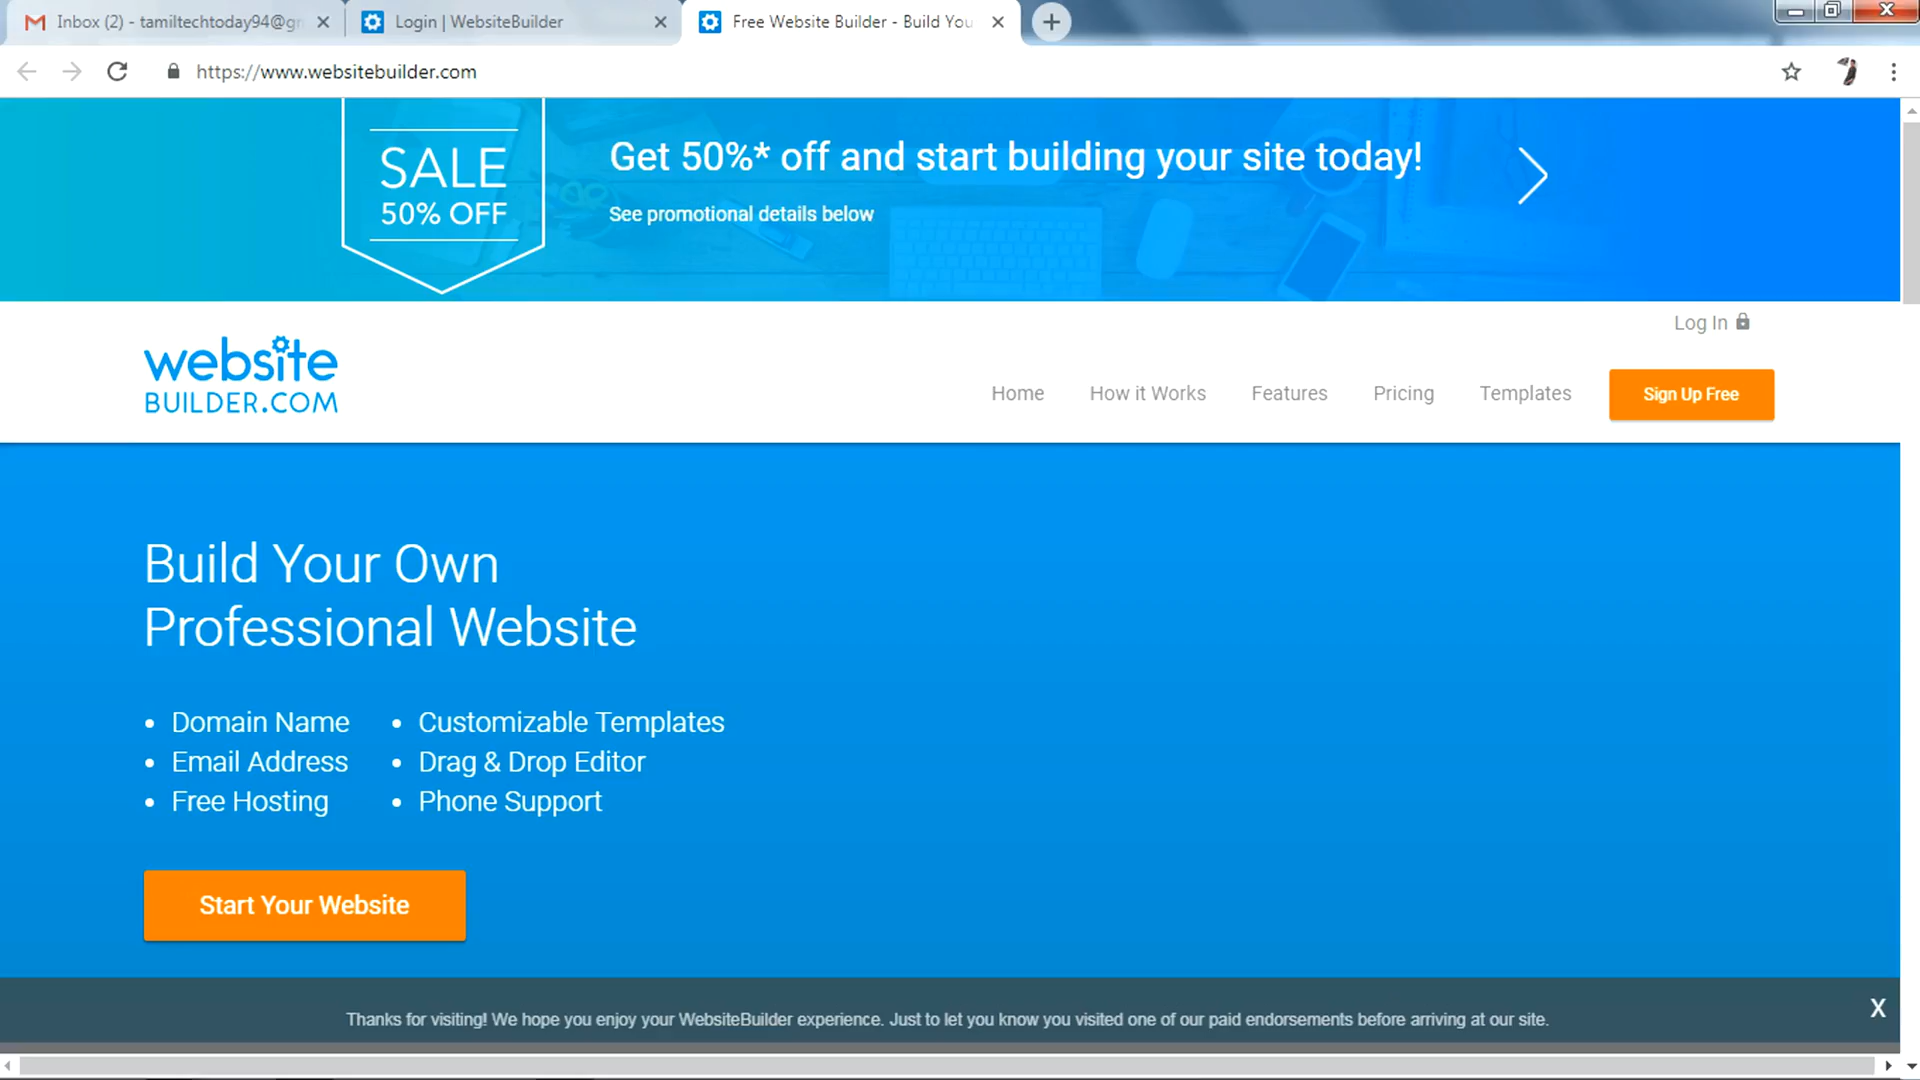 Inbox (2) - tamiltechtoday94@gm
Login | WebsiteBuilder
Free Website Builder - Build You
https://www.websitebuilder.com
SALE
50% OFF
Get 50%* off and start building your site today!
See promotional details below
Log In
website
BUILDER.COM
Home How it Works Features Pricing Templates Sign Up Free
Build Your Own
Professional Website
• Domain Name • Customizable Templates
• Email Address • Drag & Drop Editor
• Free Hosting • Phone Support
Start Your Website
Thanks for visiting! We hope you enjoy your WebsiteBuilder experience. Just to let you know you visited one of our paid endorsements before arriving at our site.
X